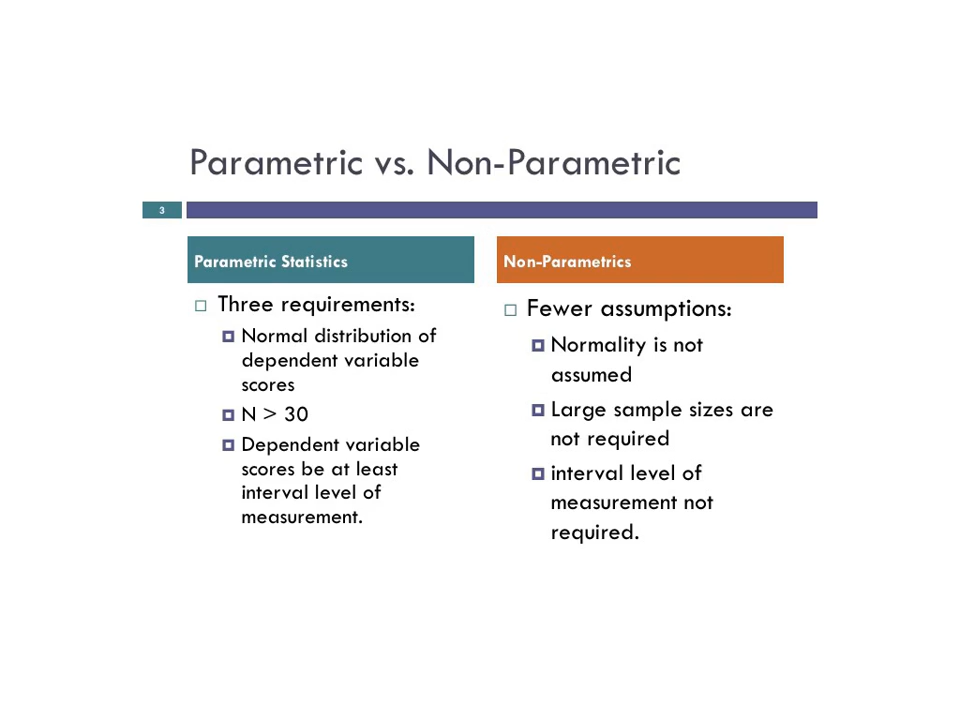 Parametric vs. Non-Parametric
3
Parametric Statistics
Three requirements:
Normal distribution of
dependent variable
scores
N > 30
Dependent variable
scores be at least
interval level of
measurement.
Non-Parametrics
Fewer assumptions:
Normality is not
assumed
Large sample sizes are
not required
interval level of
measurement not
required.